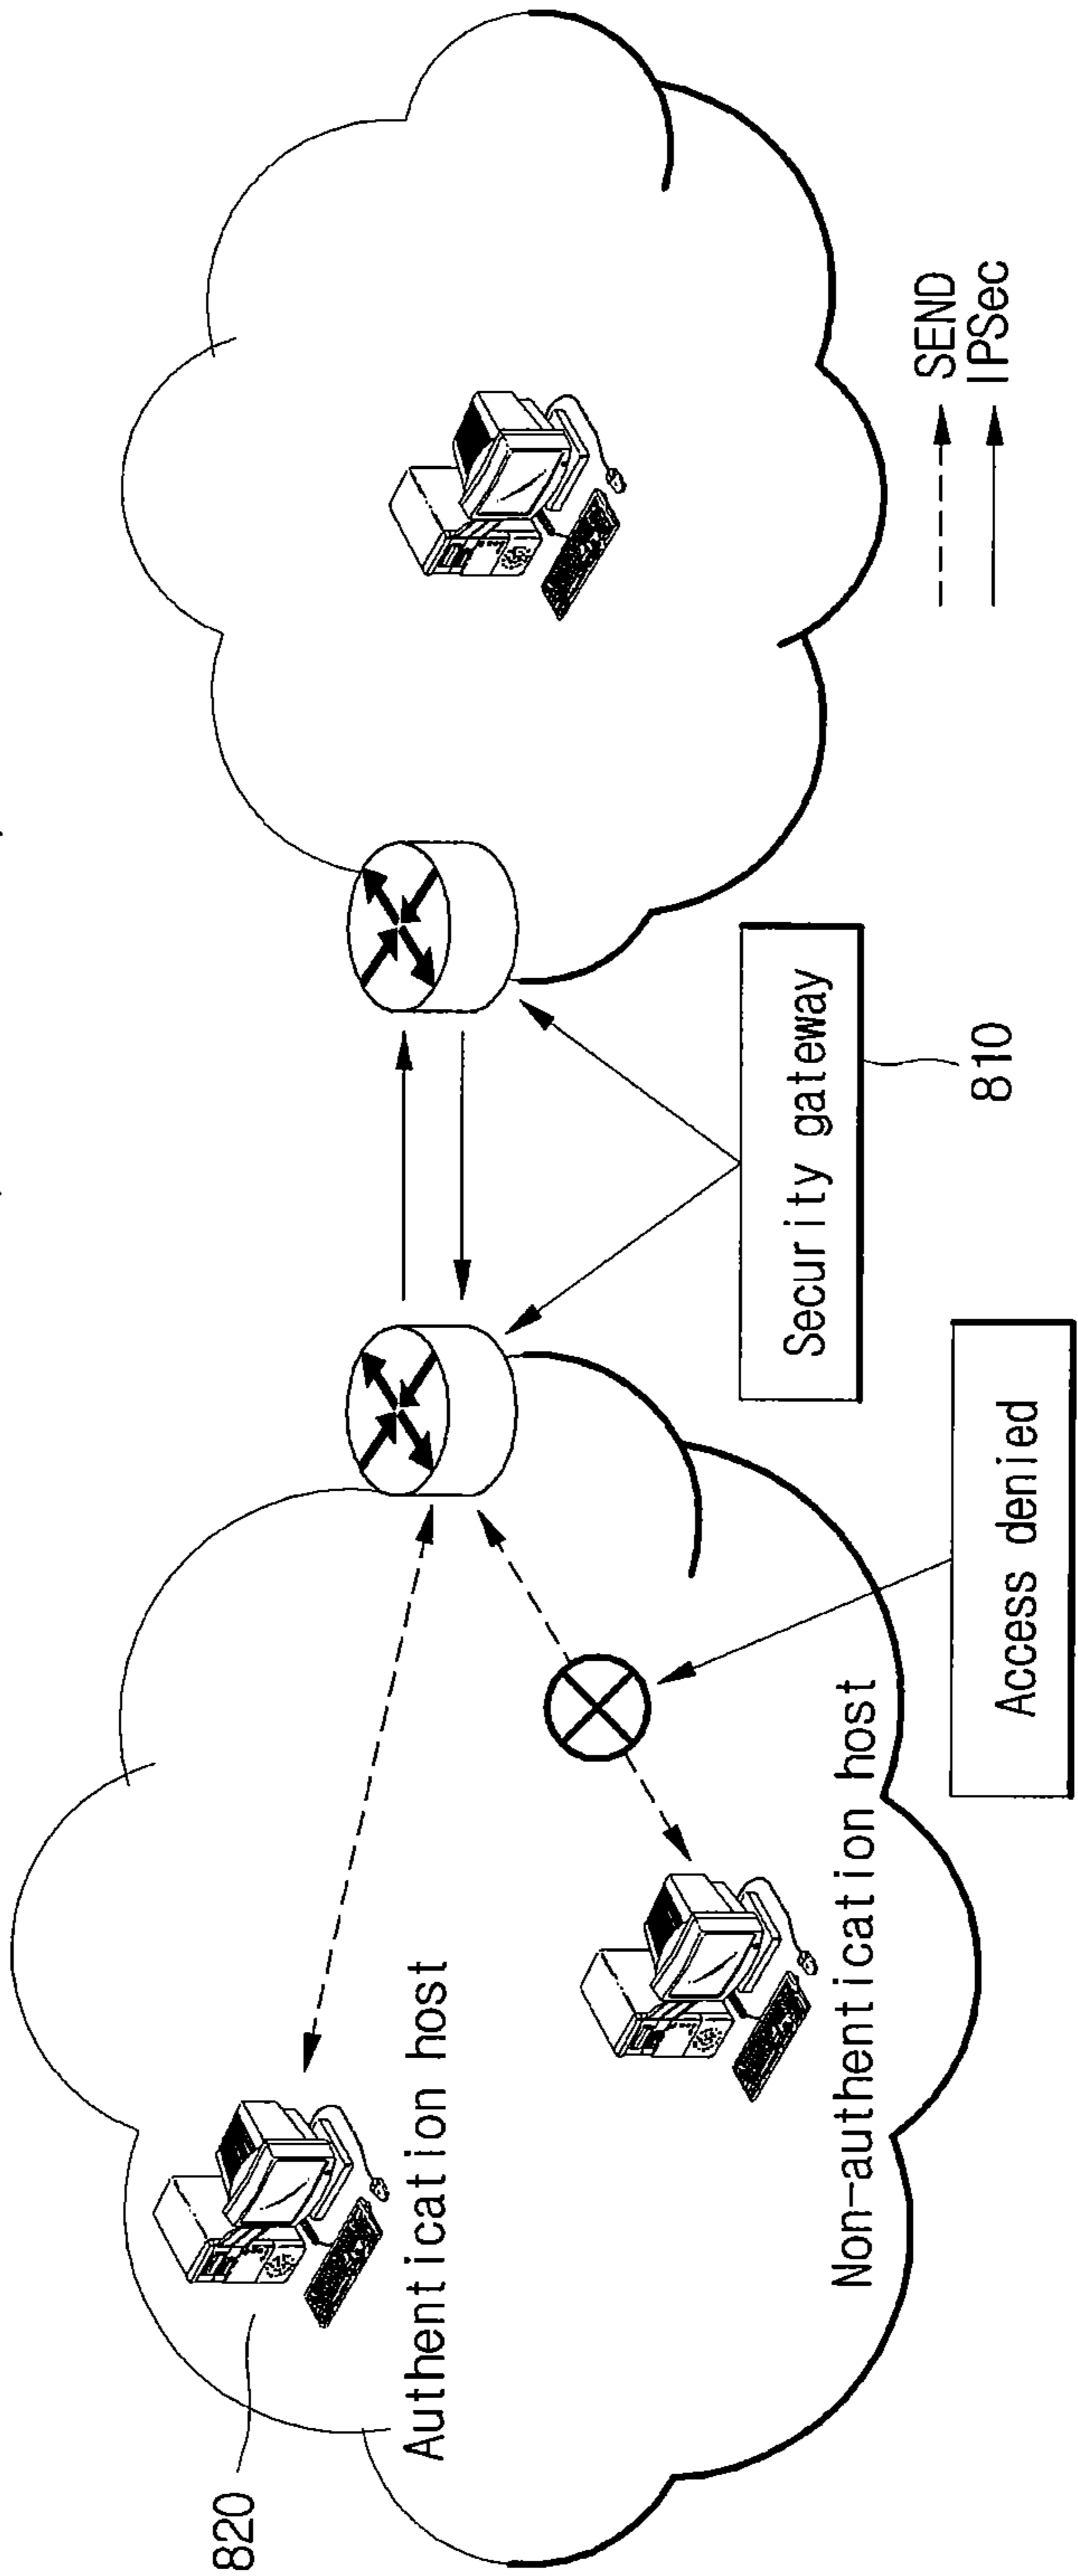 820
Authentication host
Non-authentication host
Access denied
Security gateway
810
SEND
IPSec